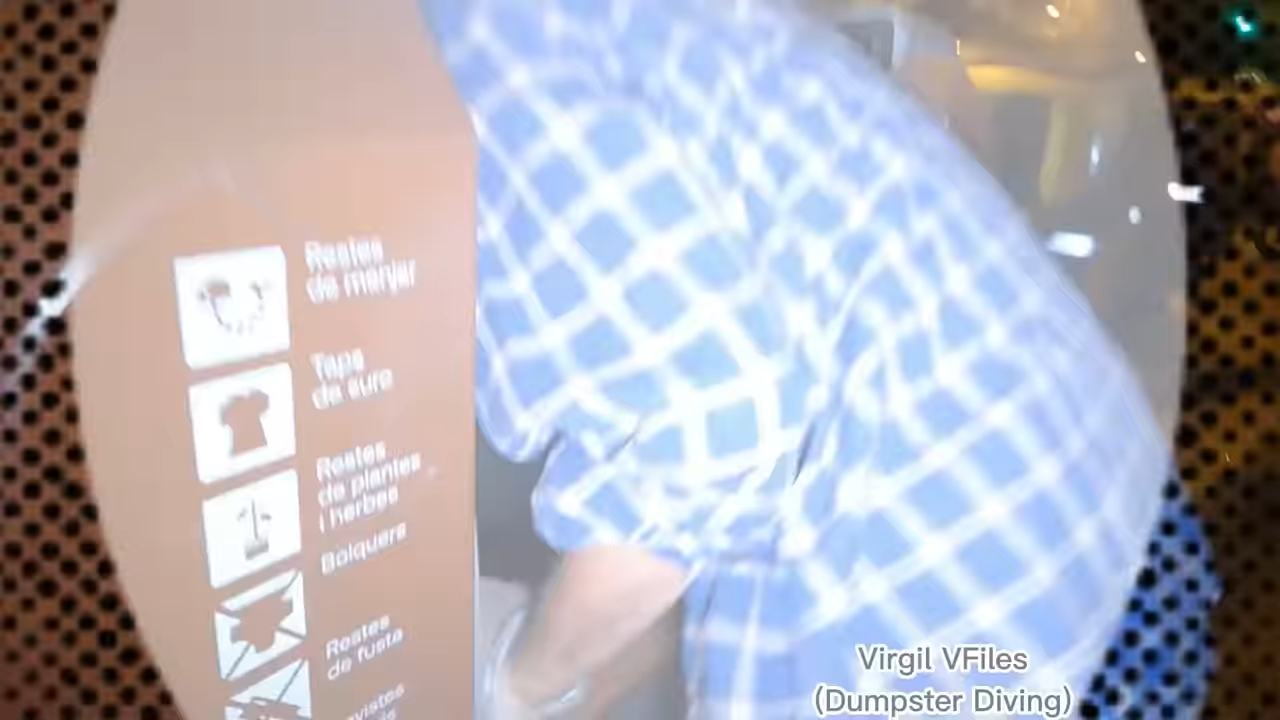 Restes
de menjar
Taps
de suro
Restes
de plantes
i herbes
Bolquers
Restes
de fusta
Virgil VFiles
(Dumpster Diving)